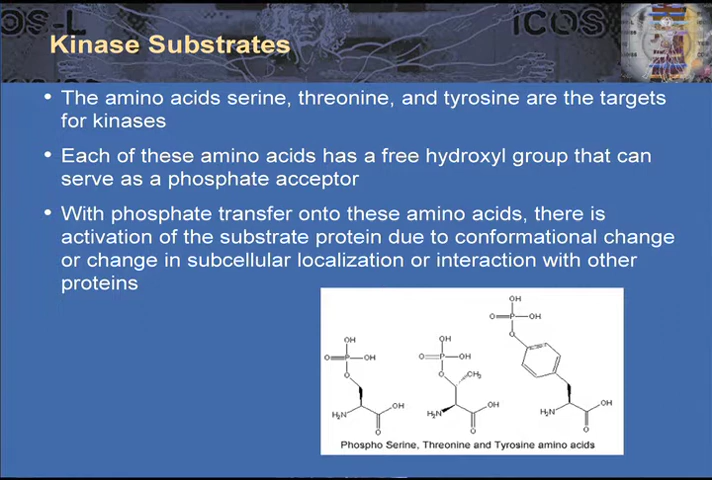 OS-L
ICOS
Kinase Substrates
• The amino acids serine, threonine, and tyrosine are the targets
for kinases
• Each of these amino acids has a free hydroxyl group that can
serve as a phosphate acceptor
• With phosphate transfer onto these amino acids, there is
activation of the substrate protein due to conformational change
or change in subcellular localization or interaction with other
proteins
OH
O=P—OH
O
OH
H₂N
O
OH
O=P—OH
O
CH₃
OH
H₂N
O
OH
O=P—OH
O
OH
H₂N
O
Phospho Serine, Threonine and Tyrosine amino acids